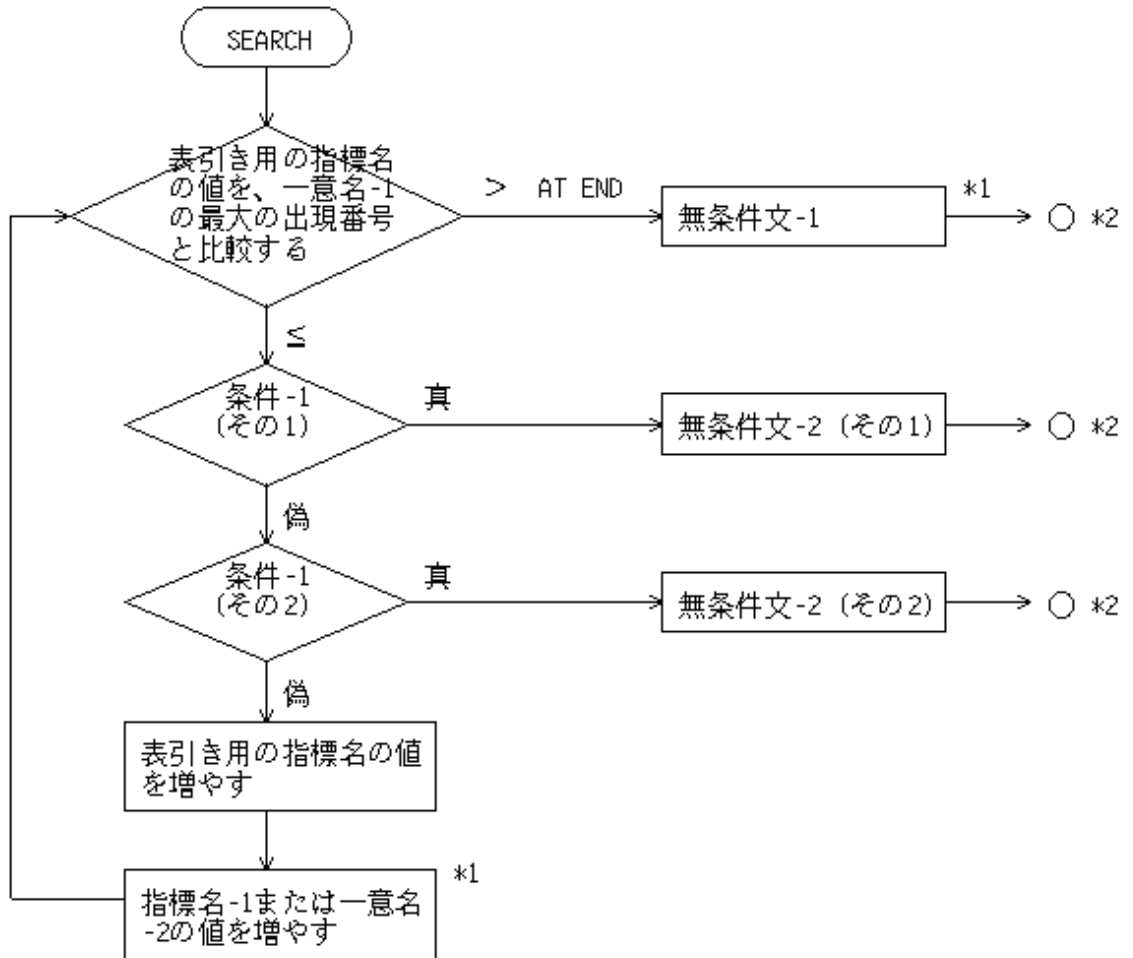 SEARCH
表引き用の指標名
の値を、一意名-1
の最大の出現番号
と比較する
> AT END
無条件文-1
*1
*2
≦
条件-1
(その1)
真
無条件文-2 (その1)
*2
偽
条件-1
(その2)
真
無条件文-2 (その2)
*2
偽
表引き用の指標名の値
を増やす
*1
指標名-1または一意名
-2の値を増やす